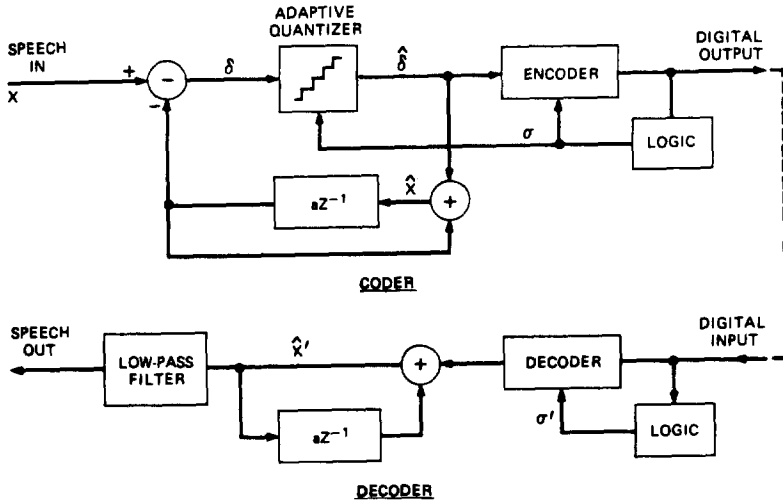 ADAPTIVE
QUANTIZER
SPEECH
IN
X
+
-
−
δ
δ̂
ENCODER
DIGITAL
OUTPUT
σ
LOGIC
aZ⁻¹
x̂
+
CODER
SPEECH
OUT
LOW-PASS
FILTER
x̂'
+
DECODER
DIGITAL
INPUT
aZ⁻¹
σ'
LOGIC
DECODER